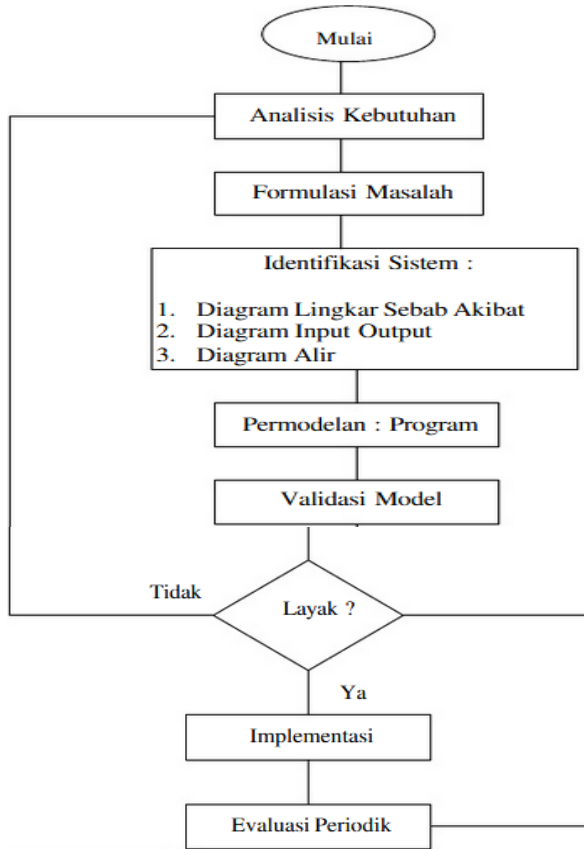 Mulai
Analisis Kebutuhan
Formulasi Masalah
Identifikasi Sistem :
1. Diagram Lingkar Sebab Akibat
2. Diagram Input Output
3. Diagram Alir
Permodelan : Program
Validasi Model
Tidak
Layak ?
Ya
Implementasi
Evaluasi Periodik